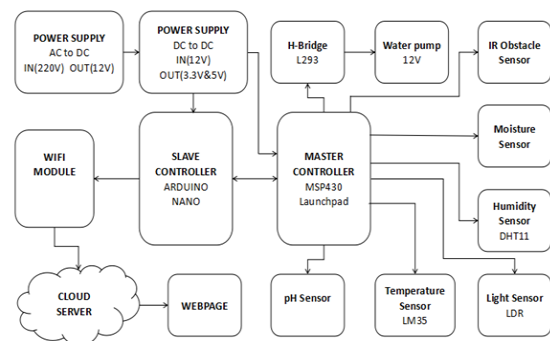 POWER SUPPLY
AC to DC
IN(220V) OUT(12V)
POWER SUPPLY
DC to DC
IN(12V)
OUT(3.3V&5V)
H-Bridge
L293
Water pump
12V
IR Obstacle
Sensor
WIFI
MODULE
SLAVE
CONTROLLER
ARDUINO
NANO
MASTER
CONTROLLER
MSP430
Launchpad
Moisture
Sensor
Humidity
Sensor
DHT11
CLOUD
SERVER
WEBPAGE
pH Sensor
Temperature
Sensor
LM35
Light Sensor
LDR